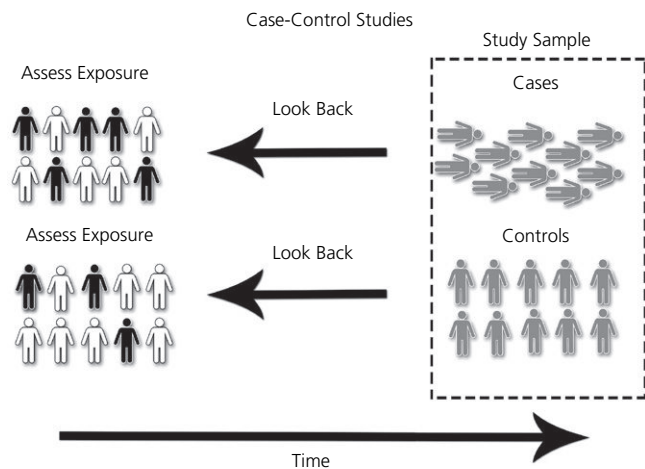 Case-Control Studies
Study Sample
Assess Exposure
Cases
Look Back
Assess Exposure
Controls
Look Back
Time